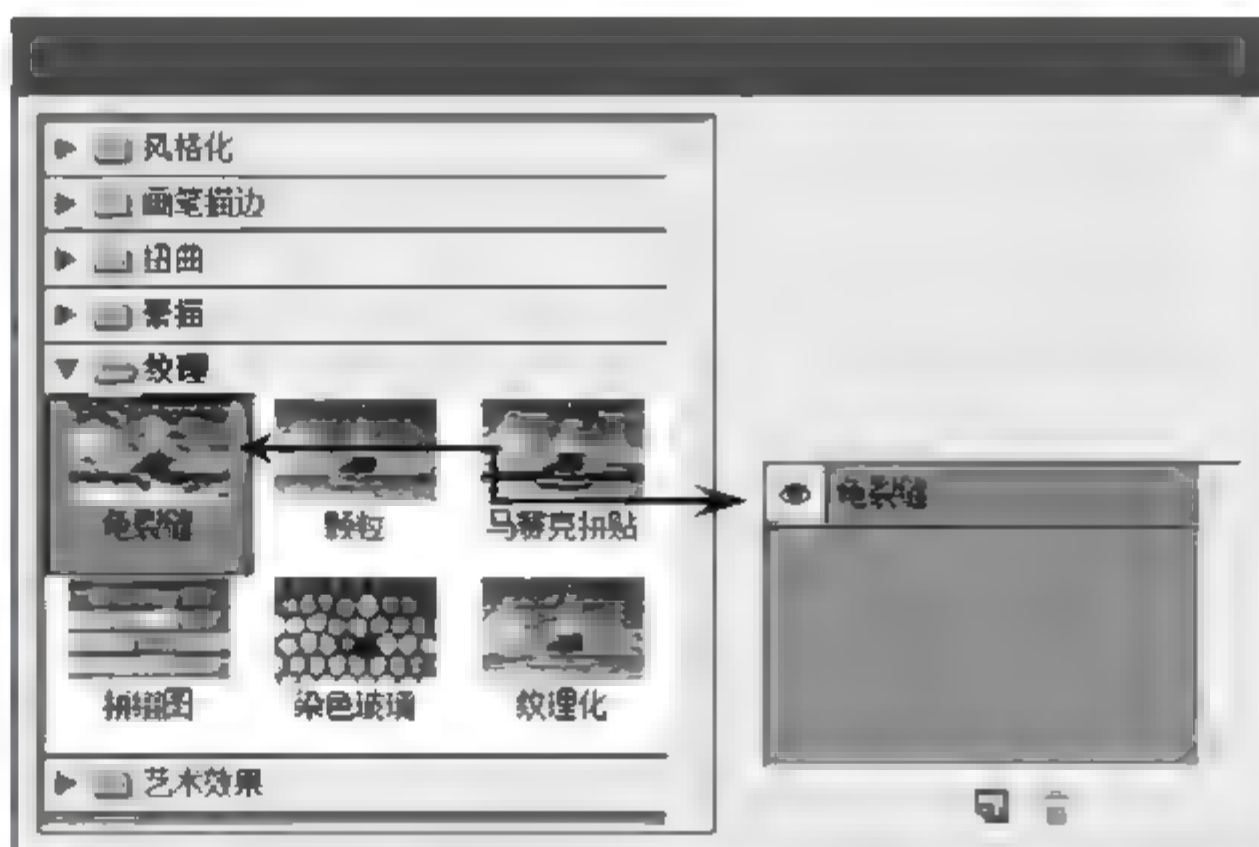 风格化
画笔描边
扭曲
素描
纹理
龟裂缝 颗粒 马赛克拼贴
龟裂缝
拼缀图 染色玻璃 纹理化
艺术效果